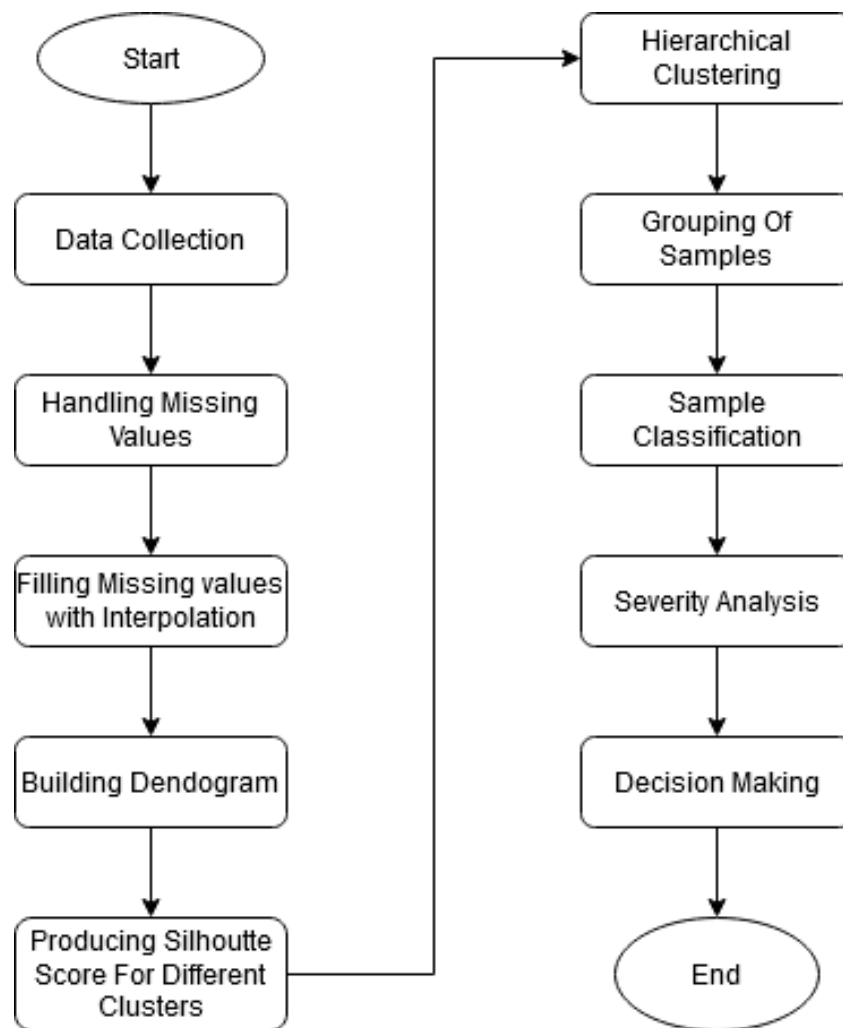 Start
Data Collection
Handling Missing
Values
Filling Missing values
with Interpolation
Building Dendogram
Producing Silhoutte
Score For Different
Clusters
Hierarchical
Clustering
Grouping Of
Samples
Sample
Classification
Severity Analysis
Decision Making
End